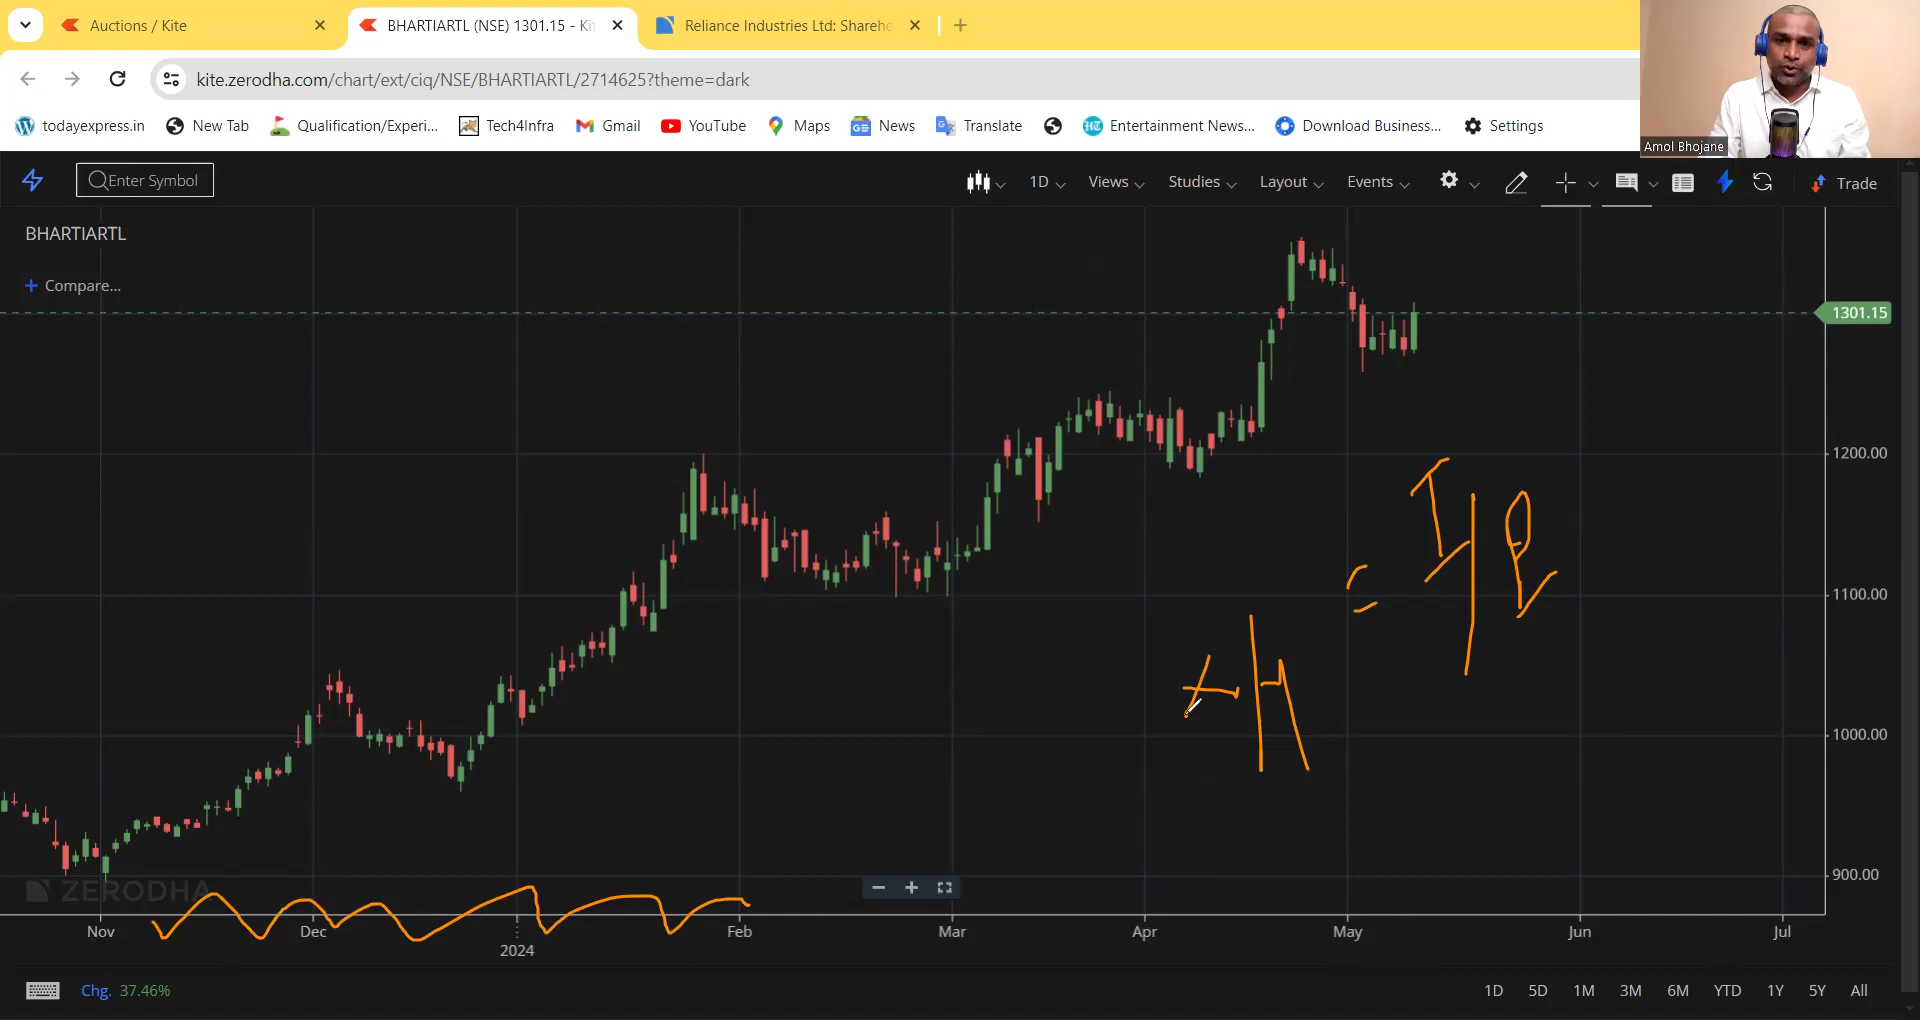 Auctions / Kite
BHARTIARTL (NSE) 1301.15 - Kit
Reliance Industries Ltd: Shareho
kite.zerodha.com/chart/ext/ciq/NSE/BHARTIARTL/2714625?theme=dark
todayexpress.in New Tab Qualification/Experi... Tech4Infra Gmail YouTube Maps News Translate Entertainment News... Download Business... Settings
Amol Bhojane
Enter Symbol 1D Views Studies Layout Events Trade
BHARTIARTL
Compare...
1301.15
1200.00
1100.00
1000.00
900.00
ZERODHA
Nov Dec Feb Mar Apr May Jun Jul
2024
Chg. 37.46% 1D 5D 1M 3M 6M YTD 1Y 5Y All